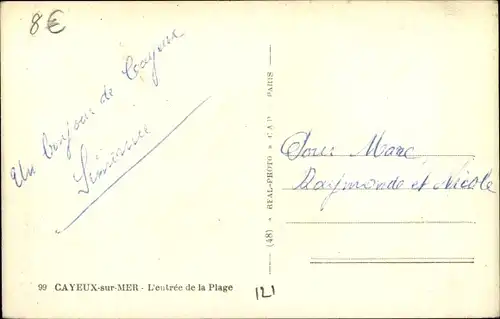 8€
Un bonjour de Cayeux
99 CAYEUX-sur-MER - L'entrée de la Plage
(48) * REAL-PHOTO * C.A.P. PARIS
Pour Marc,
Raymonde et Nicole
121